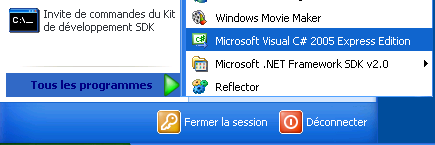 Invite de commandes du Kit
de développement SDK
Tous les programmes
Windows Movie Maker
Microsoft Visual C# 2005 Express Edition
Microsoft .NET Framework SDK v2.0
Reflector
Fermer la session
Déconnecter